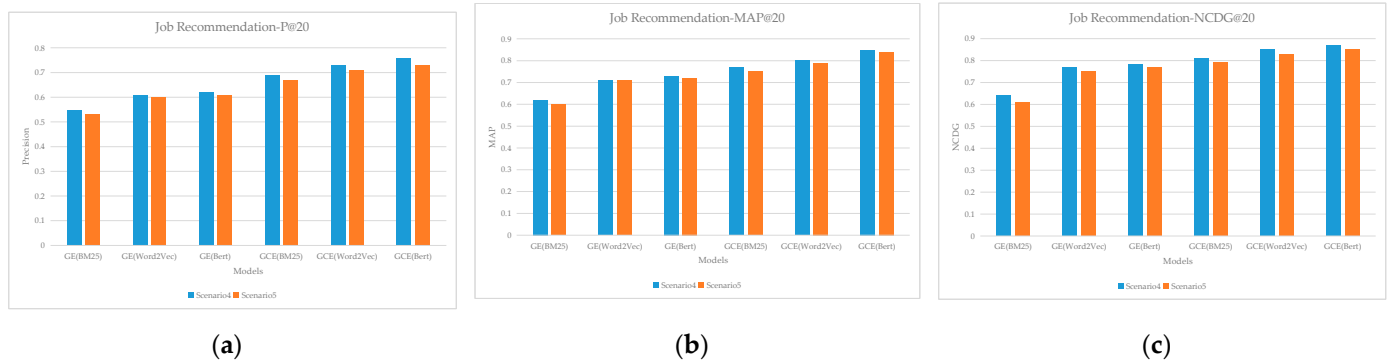 Job Recommendation-P@20
0.8
0.7
0.6
0.5
0.4
0.3
0.2
0.1
0
Precision
GE(BM25) GE(Word2Vec) GE(Bert) GCE(BM25) GCE(Word2Vec) GCE(Bert)
Models
Scenario4 Scenario5
(a)
Job Recommendation-MAP@20
0.9
0.8
0.7
0.6
0.5
0.4
0.3
0.2
0.1
0
MAP
GE(BM25) GE(Word2Vec) GE(Bert) GCE(BM25) GCE(Word2Vec) GCE(Bert)
Models
Scenario4 Scenario5
(b)
Job Recommendation-NCDG@20
0.9
0.8
0.7
0.6
0.5
0.4
0.3
0.2
0.1
0
NCDG
GE(BM25) GE(Word2Vec) GE(Bert) GCE(BM25) GCE(Word2Vec) GCE(Bert)
Models
Scenario4 Scenario5
(c)